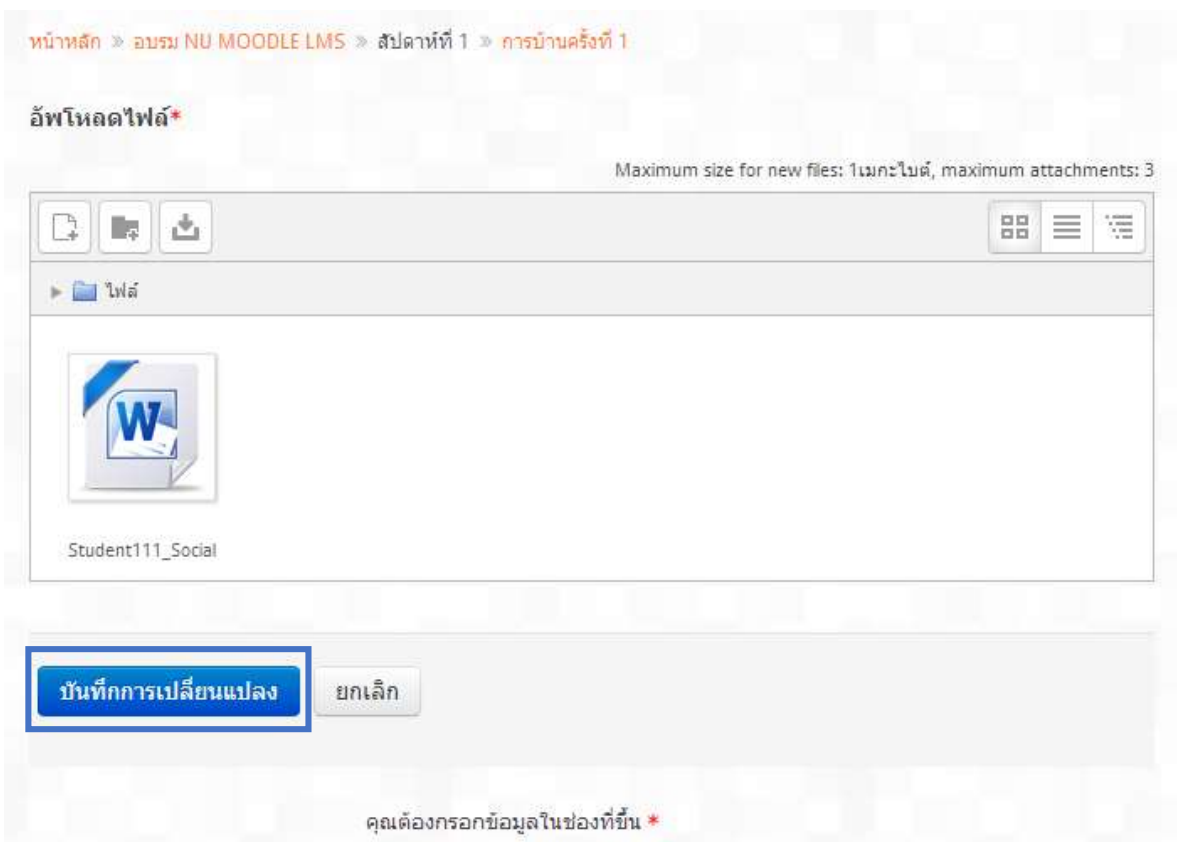 หน้าหลัก » อบรม NU MOODLE LMS » สัปดาห์ที่ 1 » การบ้านครั้งที่ 1
อัพโหลดไฟล์*
Maximum size for new files: 1เมกะไบต์, maximum attachments: 3
ไฟล์
W
Student111_Social
บันทึกการเปลี่ยนแปลง ยกเลิก
คุณต้องกรอกข้อมูลในช่องที่ขึ้น *